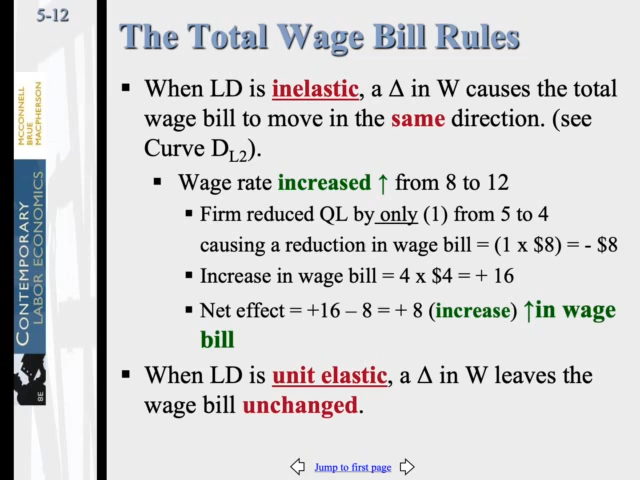 5-12
The Total Wage Bill Rules
MCCONNELL
BRUE
MACPHERSON
CONTEMPORARY
LABOR ECONOMICS
8E
▪ When LD is inelastic, a Δ in W causes the total
wage bill to move in the same direction. (see
Curve DL2).
▪ Wage rate increased ↑ from 8 to 12
▪ Firm reduced QL by only (1) from 5 to 4
causing a reduction in wage bill = (1 x $8) = - $8
▪ Increase in wage bill = 4 x $4 = + 16
▪ Net effect = +16 – 8 = + 8 (increase) ↑in wage
bill
▪ When LD is unit elastic, a Δ in W leaves the
wage bill unchanged.
Jump to first page